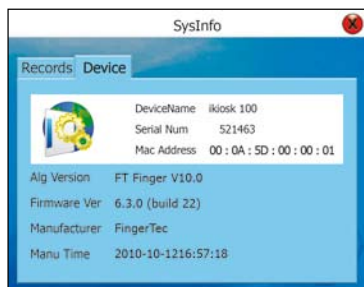 SysInfo
Records Device
DeviceName ikiosk 100
Serial Num 521463
Mac Address 00 : 0A : 5D : 00 : 00 : 01
Alg Version FT Finger V10.0
Firmware Ver 6.3.0 (build 22)
Manufacturer FingerTec
Manu Time 2010-10-1216:57:18